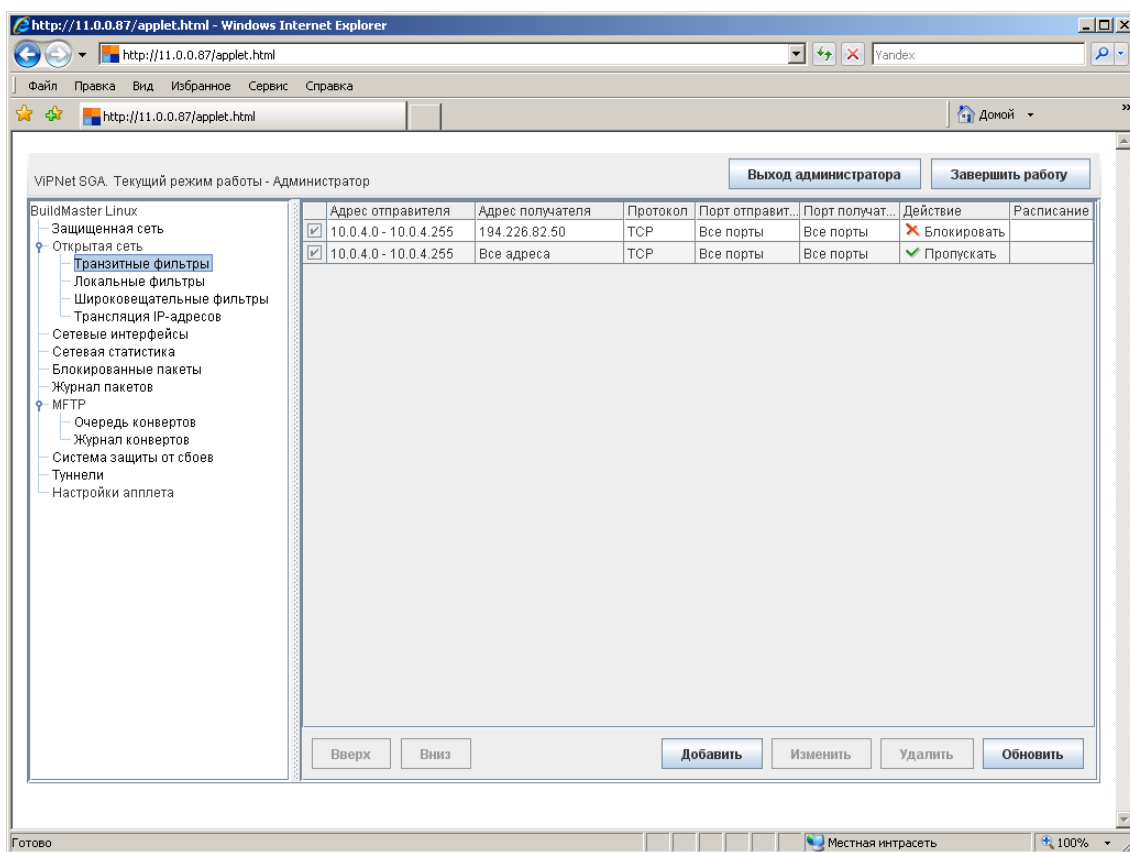 http://11.0.0.87/applet.html - Windows Internet Explorer
http://11.0.0.87/applet.html
Yandex
Файл Правка Вид Избранное Сервис Справка
http://11.0.0.87/applet.html
Домой
ViPNet SGA. Текущий режим работы - Администратор
Выход администратора
Завершить работу
BuildMaster Linux
Защищенная сеть
Открытая сеть
Транзитные фильтры
Локальные фильтры
Широковещательные фильтры
Трансляция IP-адресов
Сетевые интерфейсы
Сетевая статистика
Блокированные пакеты
Журнал пакетов
MFTP
Очередь конвертов
Журнал конвертов
Система защиты от сбоев
Туннели
Настройки апплета
Адрес отправителя Адрес получателя Протокол Порт отправит... Порт получат... Действие Расписание
10.0.4.0 - 10.0.4.255 194.226.82.50 TCP Все порты Все порты Блокировать
10.0.4.0 - 10.0.4.255 Все адреса TCP Все порты Все порты Пропускать
Вверх Вниз Добавить Изменить Удалить Обновить
Готово Местная интрасеть 100%